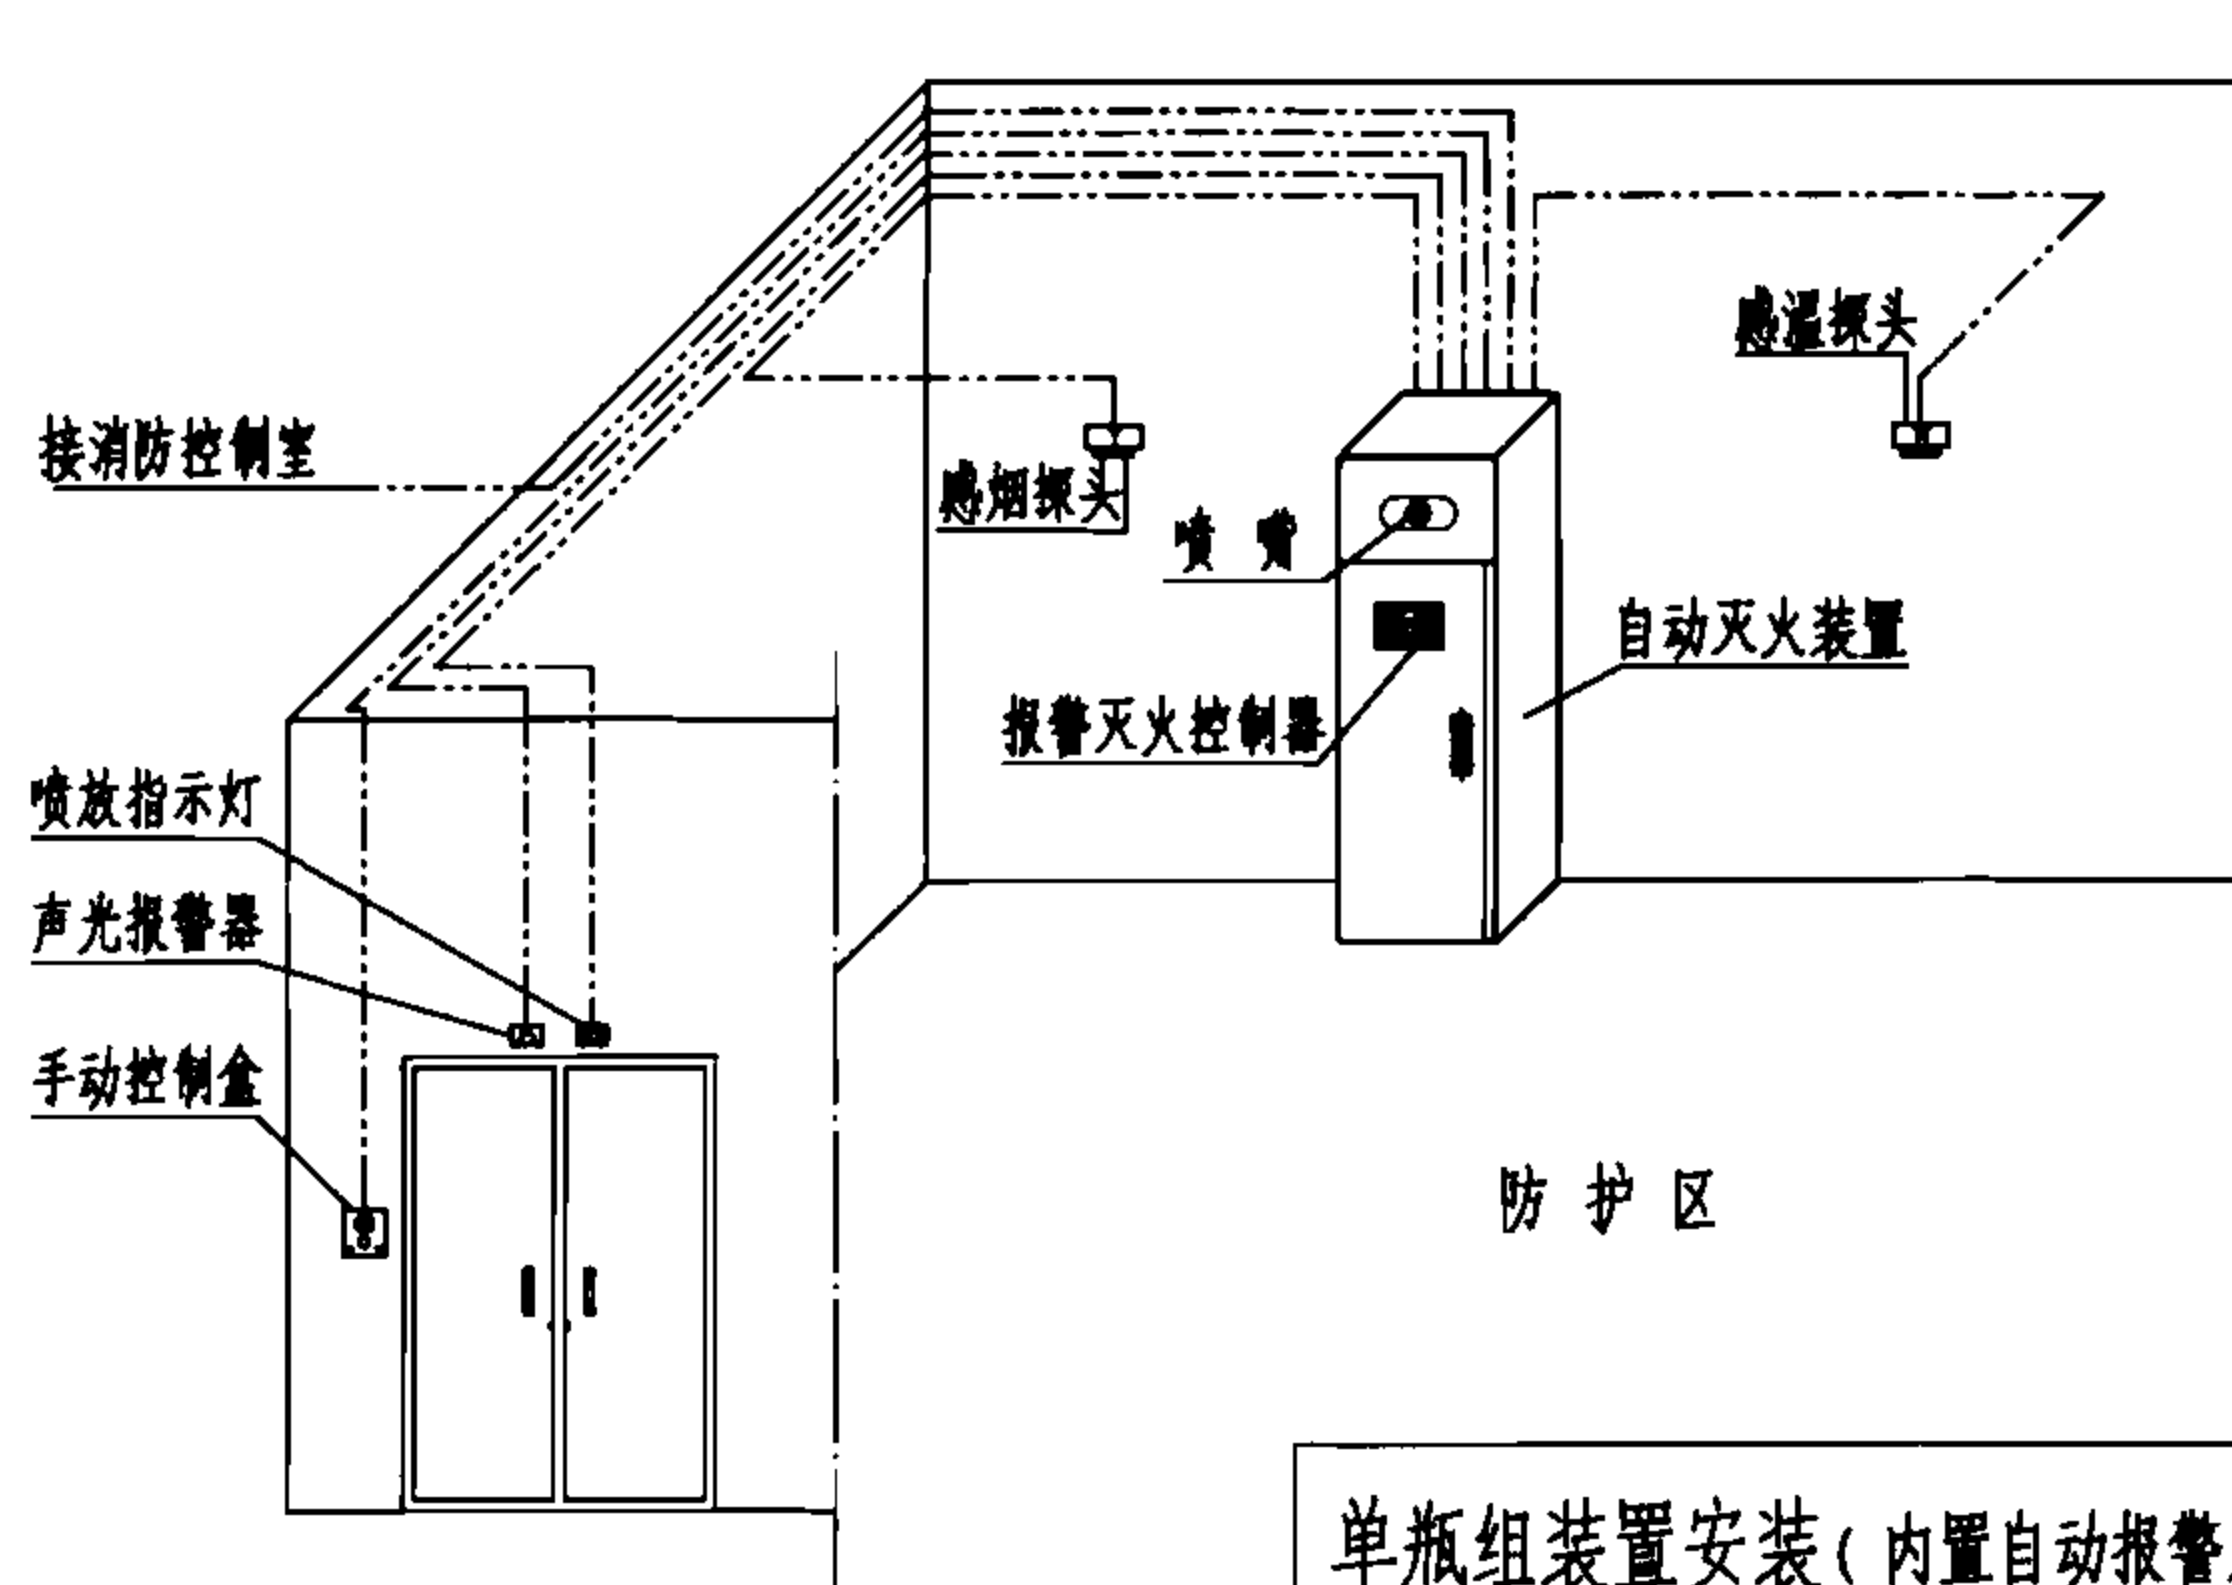 感温探头
接消防控制室
感烟探头
喷嘴
自动灭火装置
报警灭火控制器
喷放指示灯
声光报警器
手动控制盒
防护区
单瓶组装置安装(内置自动报警